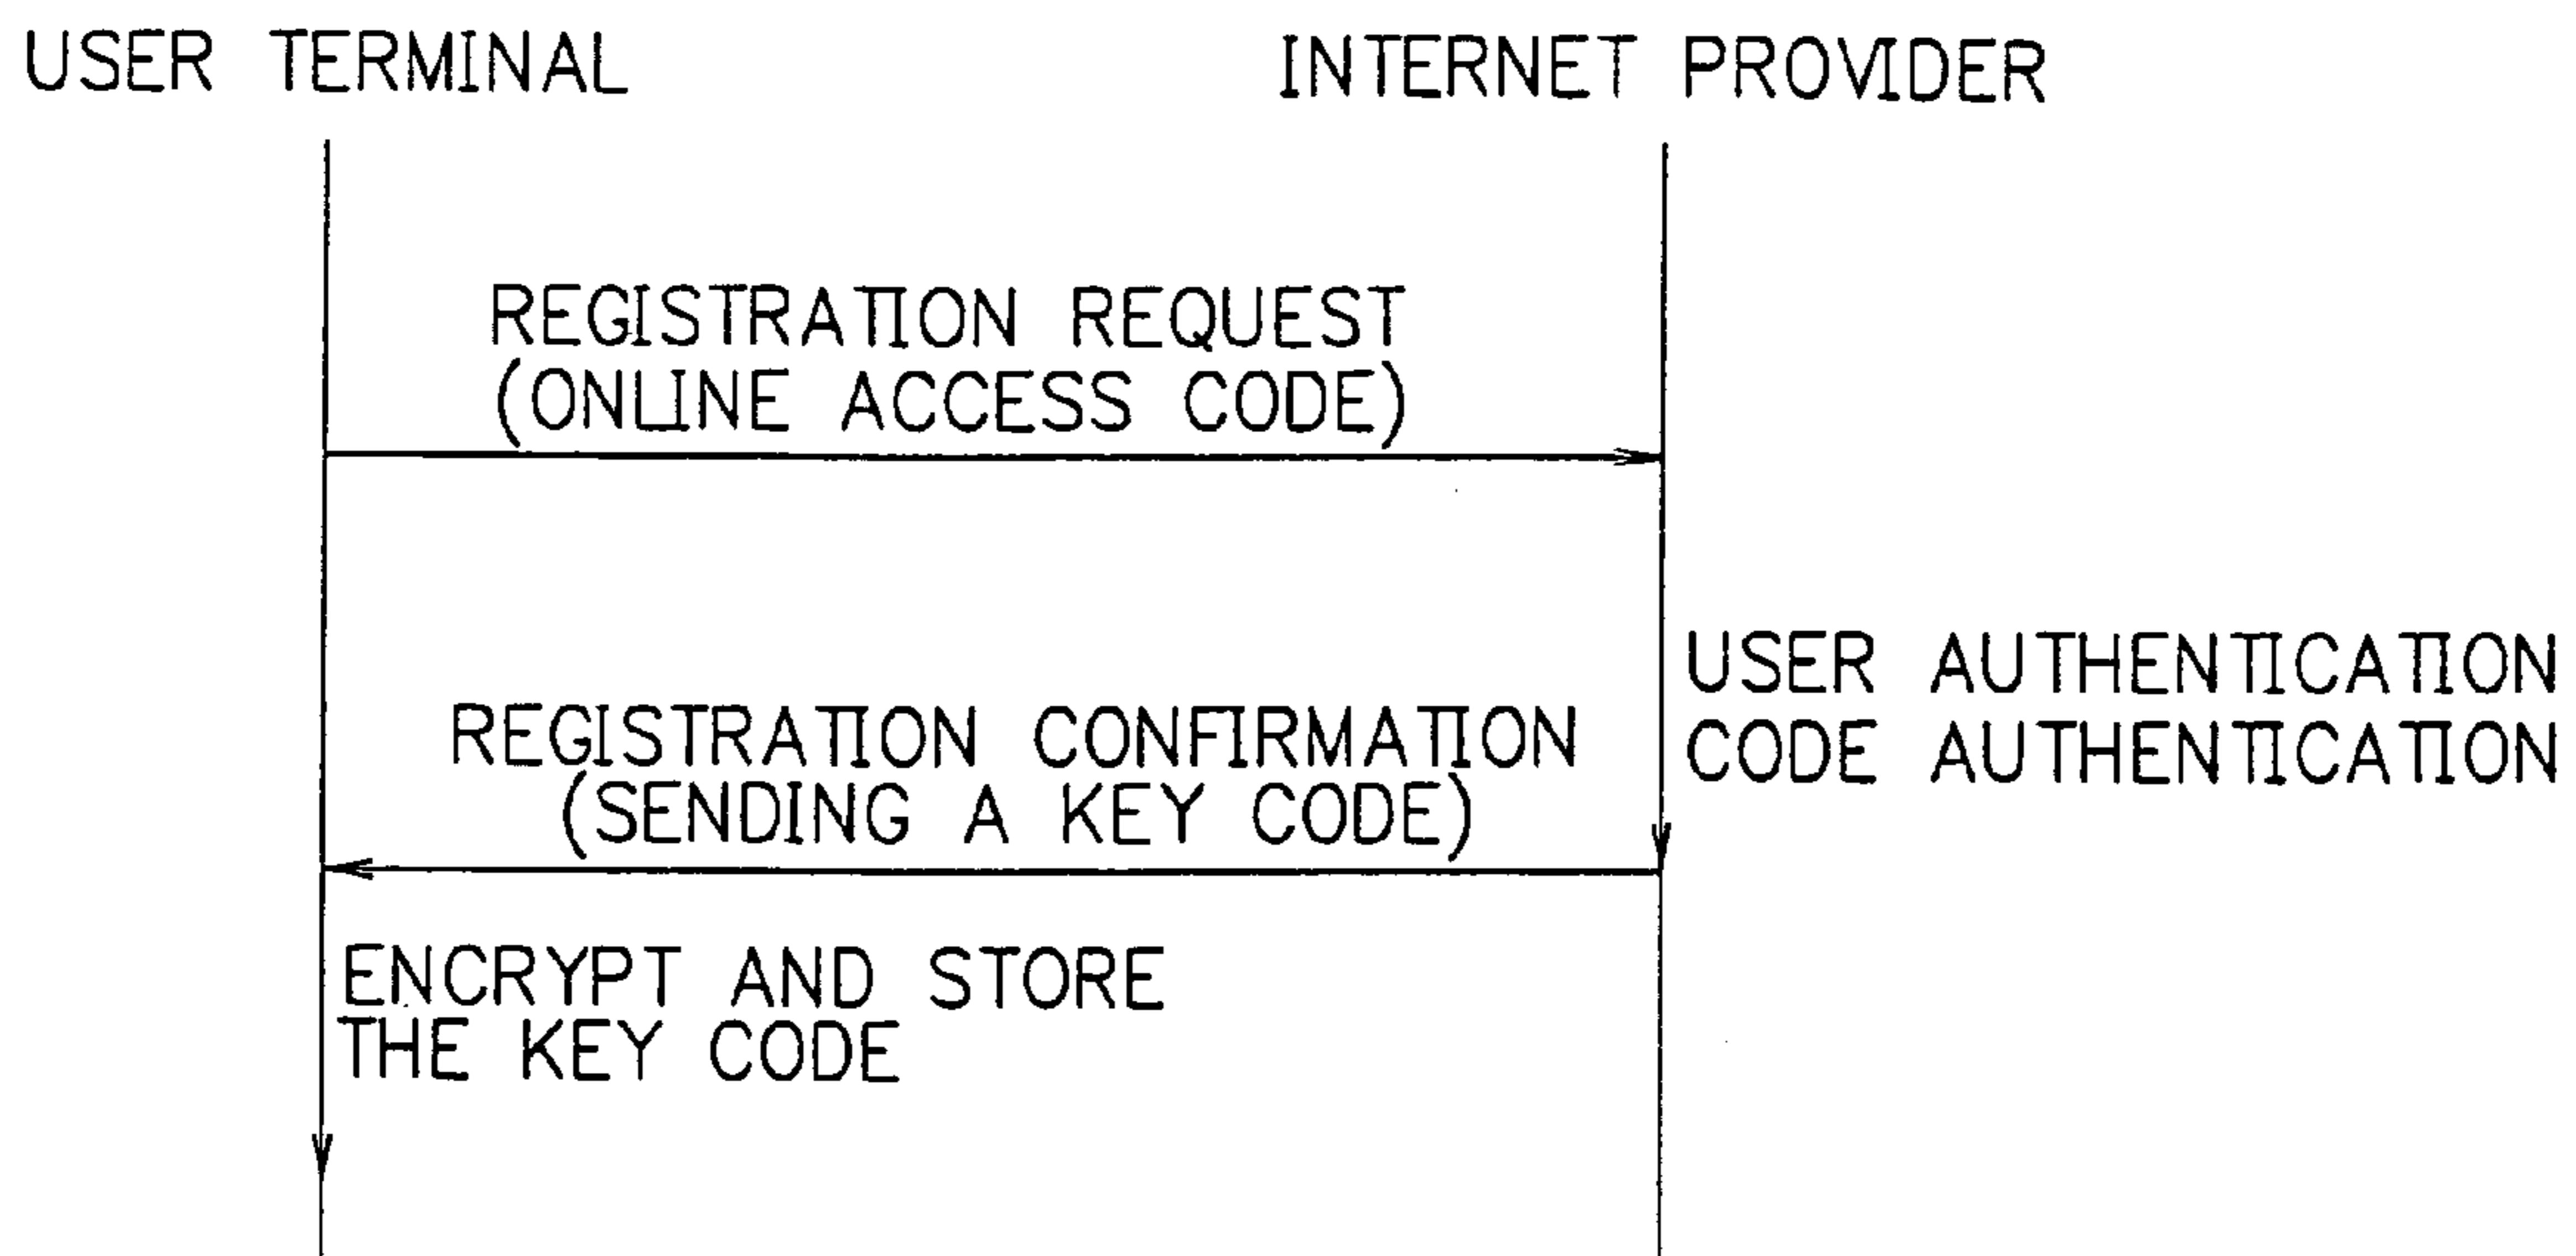 USER TERMINAL
INTERNET PROVIDER
REGISTRATION REQUEST
(ONLINE ACCESS CODE)
USER AUTHENTICATION
CODE AUTHENTICATION
REGISTRATION CONFIRMATION
(SENDING A KEY CODE)
ENCRYPT AND STORE
THE KEY CODE